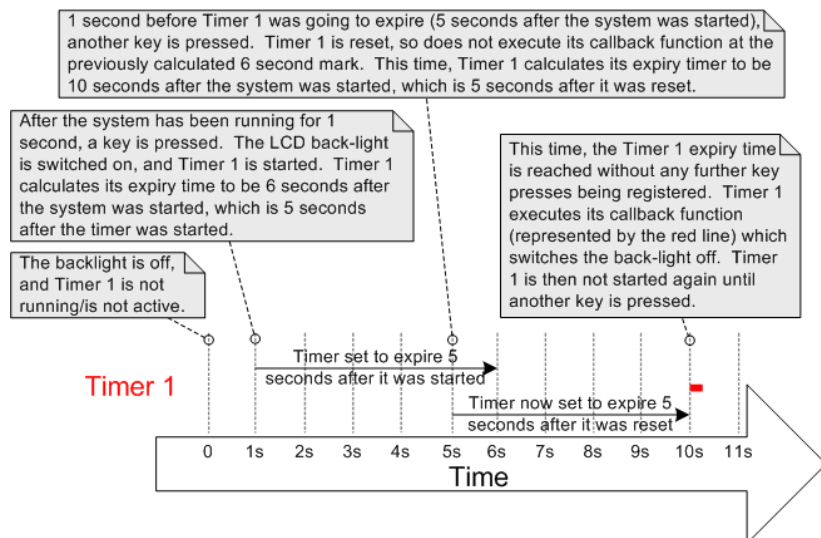 1 second before Timer 1 was going to expire (5 seconds after the system was started),
another key is pressed. Timer 1 is reset, so does not execute its callback function at the
previously calculated 6 second mark. This time, Timer 1 calculates its expiry timer to be
10 seconds after the system was started, which is 5 seconds after it was reset.
After the system has been running for 1
second, a key is pressed. The LCD back-light
is switched on, and Timer 1 is started. Timer 1
calculates its expiry time to be 6 seconds after
the system was started, which is 5 seconds
after the timer was started.
This time, the Timer 1 expiry time
is reached without any further key
presses being registered. Timer 1
executes its callback function
(represented by the red line) which
switches the back-light off. Timer
1 is then not started again until
another key is pressed.
The backlight is off,
and Timer 1 is not
running/is not active.
Timer set to expire 5
seconds after it was started
Timer 1
Timer now set to expire 5
seconds after it was reset
0 1s 2s 3s 4s 5s 6s 7s 8s 9s 10s 11s
Time